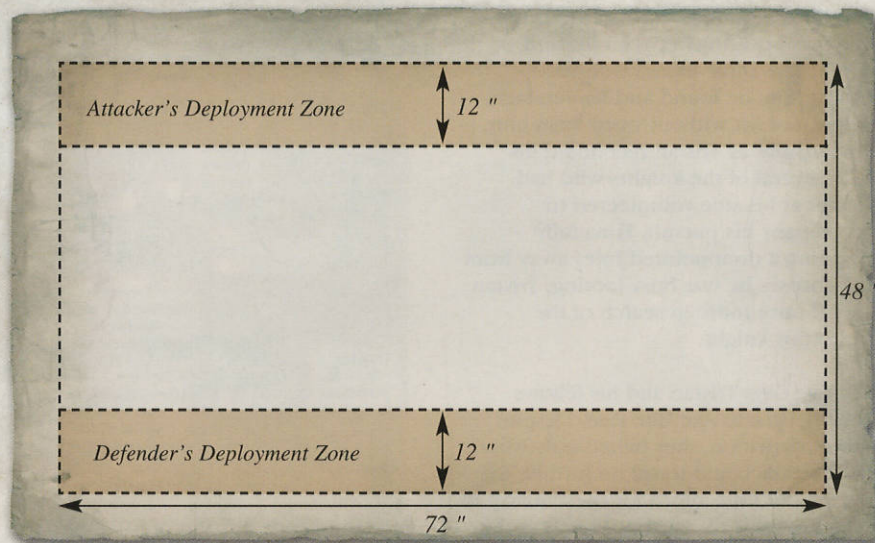 Attacker's Deployment Zone
12 "
48 "
Defender's Deployment Zone
12 "
72 "